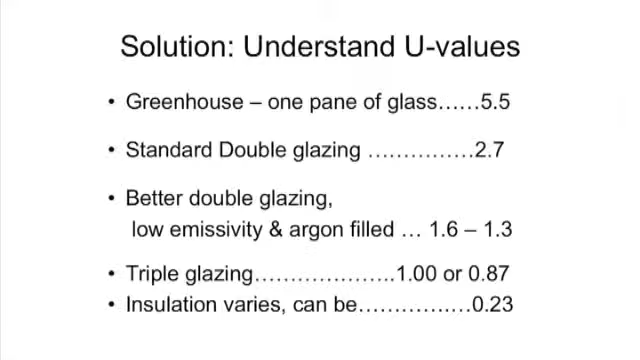 Solution: Understand U-values
• Greenhouse – one pane of glass……5.5
• Standard Double glazing ……………2.7
• Better double glazing,
low emissivity & argon filled … 1.6 – 1.3
• Triple glazing………………….1.00 or 0.87
• Insulation varies, can be……….…..…0.23